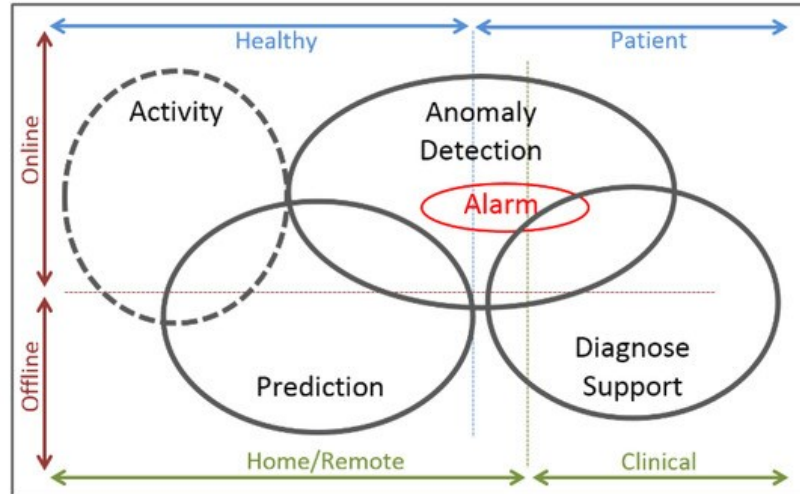 Healthy
Patient
Online
Activity
Anomaly
Detection
Alarm
Offline
Prediction
Diagnose
Support
Home/Remote
Clinical